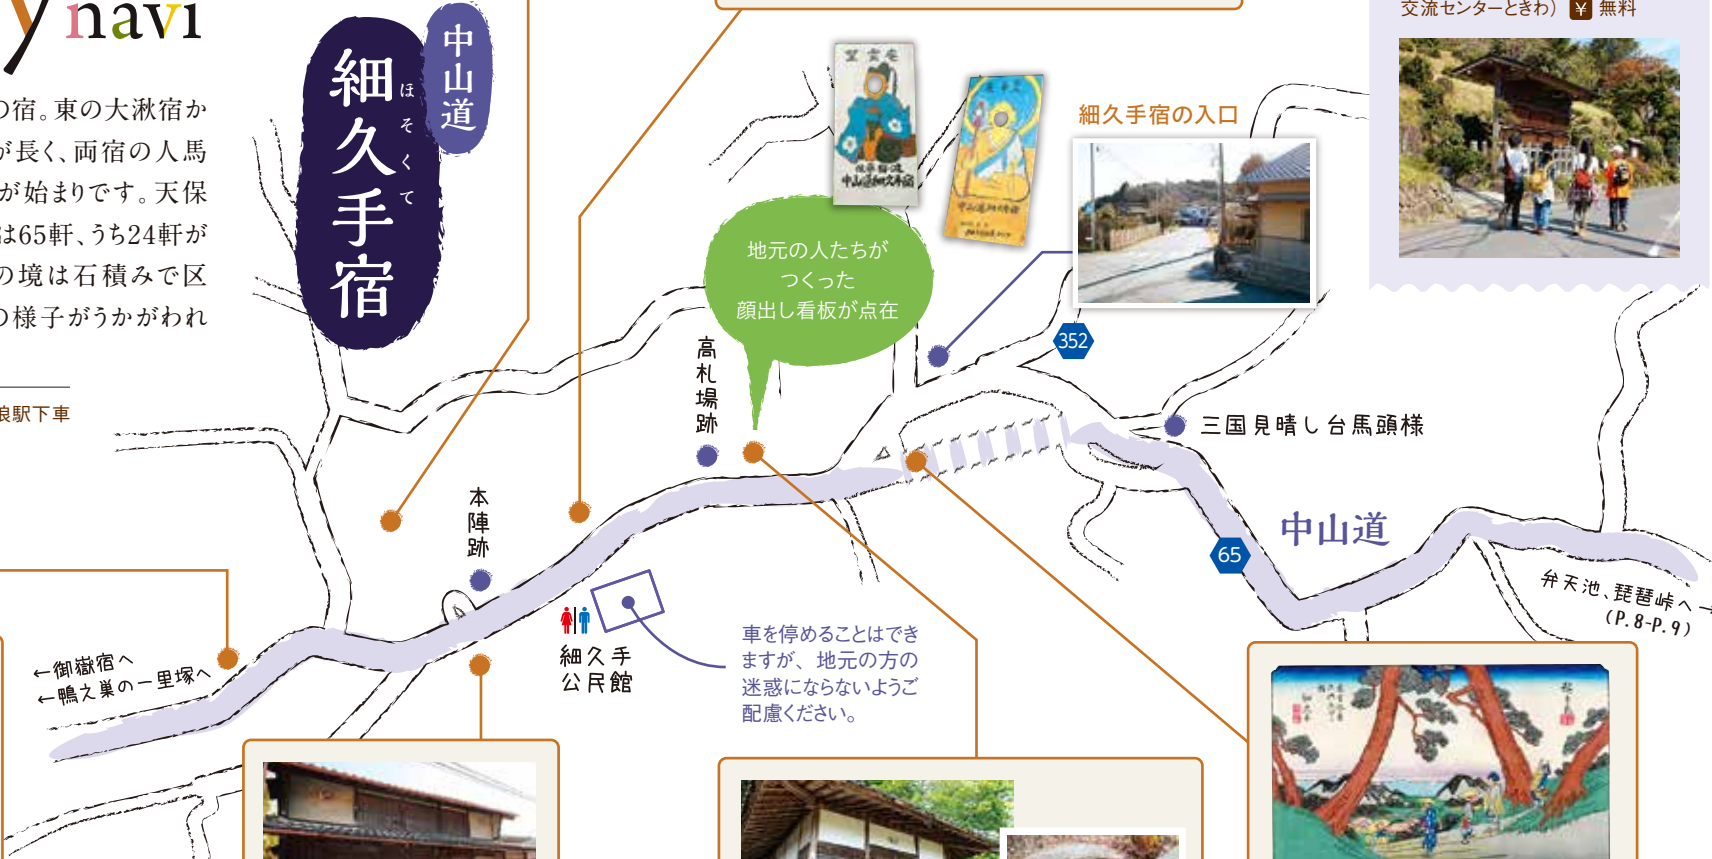 navi
の宿。東の大湫宿か
が長く、両宿の人馬
が始まりです。天保
は65軒、うち24軒が
の境は石積みで区
の様子がうかがわれ
駅下車
中山道
細久手宿
ほそくて
交流センターときわ） ¥ 無料
細久手宿の入口
中山道細久手宿
地元の人たちが
つくった
顔出し看板が点在
352
高札場跡
三国見晴し台馬頭様
本陣跡
中山道
65
弁天池、琵琶峠へ→
(P.8-P.9)
細久手
公民館
車を停めることはでき
ますが、地元の方の
迷惑にならないようご
配慮ください。
←御嶽宿へ
←鴨之巣の一里塚へ